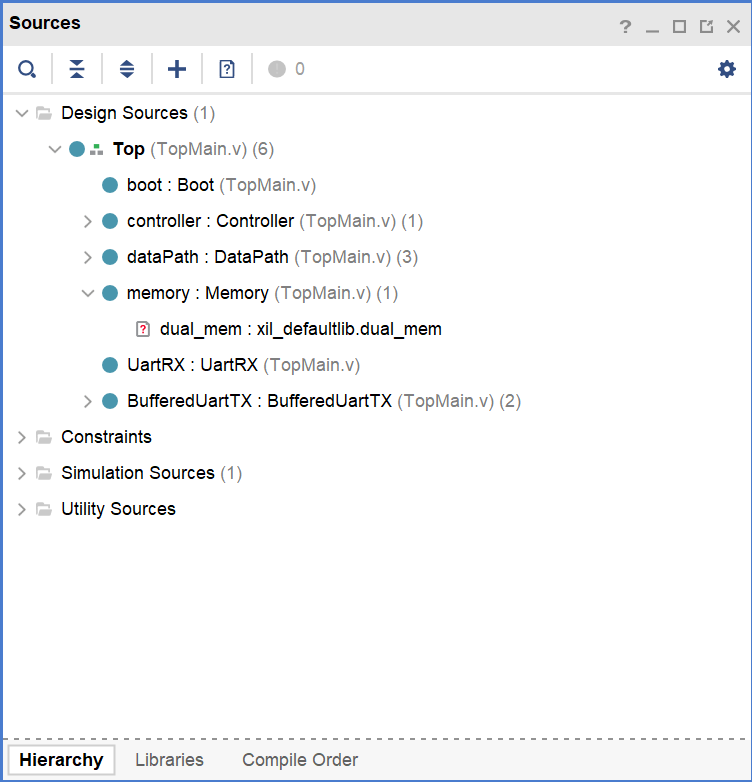 Sources
?
0
Design Sources (1)
Top (TopMain.v) (6)
boot : Boot (TopMain.v)
controller : Controller (TopMain.v) (1)
dataPath : DataPath (TopMain.v) (3)
memory : Memory (TopMain.v) (1)
? dual_mem : xil_defaultlib.dual_mem
UartRX : UartRX (TopMain.v)
BufferedUartTX : BufferedUartTX (TopMain.v) (2)
Constraints
Simulation Sources (1)
Utility Sources
Hierarchy Libraries Compile Order